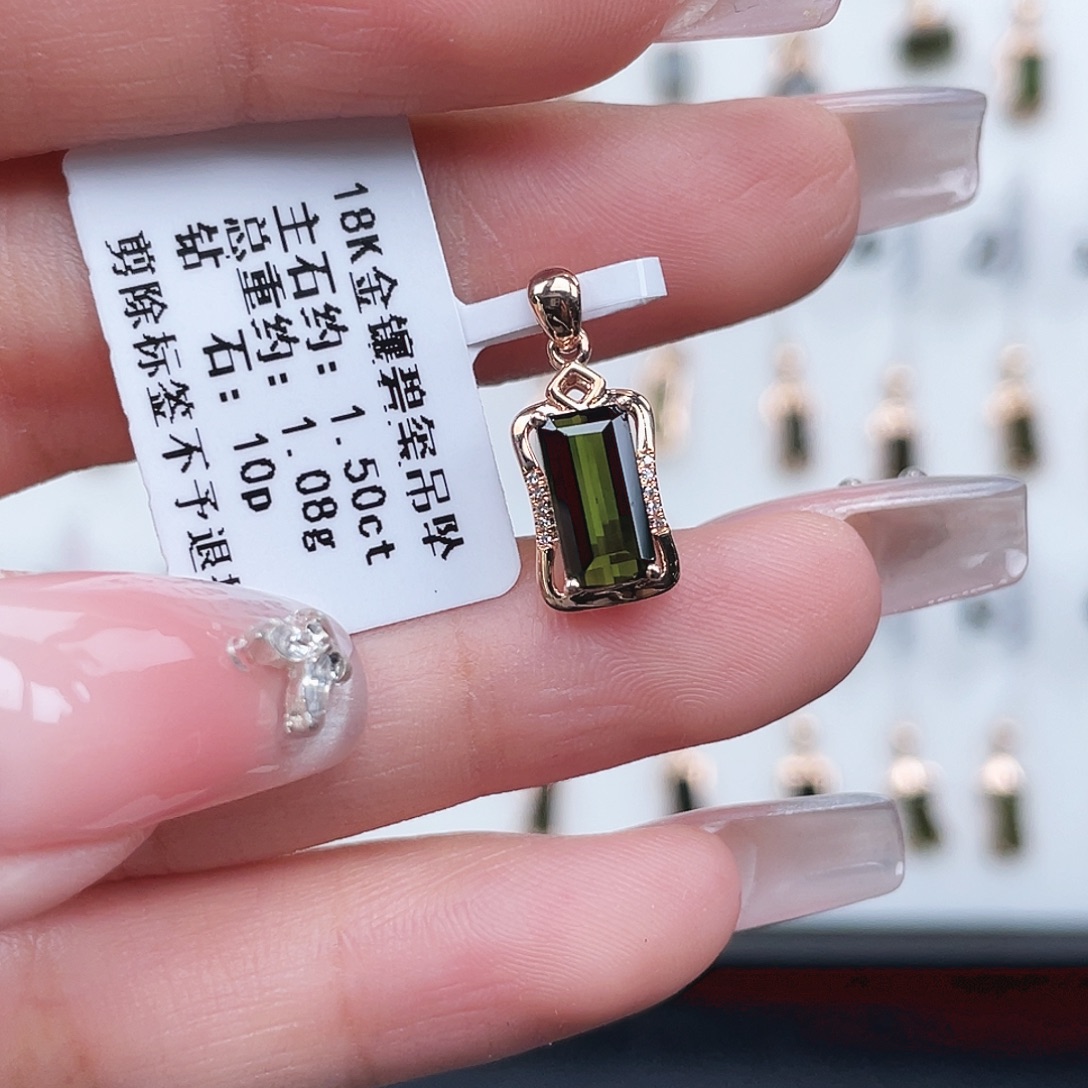 18K金镶碧玺吊坠
主石约: 1.50ct
总重约: 1.08g
钻 石: 10p
剪除标签不予退